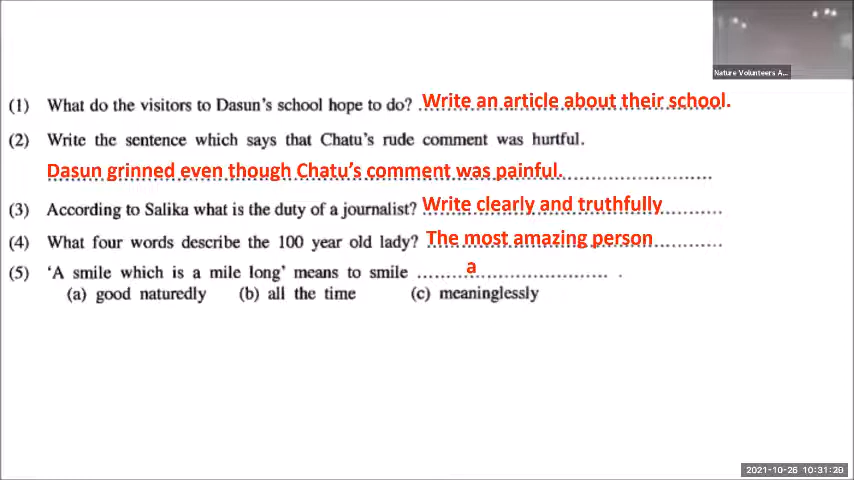 Nature Volunteers A...
(1) What do the visitors to Dasun's school hope to do? Write an article about their school.
(2) Write the sentence which says that Chatu's rude comment was hurtful.
Dasun grinned even though Chatu's comment was painful.
(3) According to Salika what is the duty of a journalist? Write clearly and truthfully
(4) What four words describe the 100 year old lady? The most amazing person
(5) 'A smile which is a mile long' means to smile ........a............................ .
(a) good naturedly (b) all the time (c) meaninglessly
2021-10-26 10:31:20